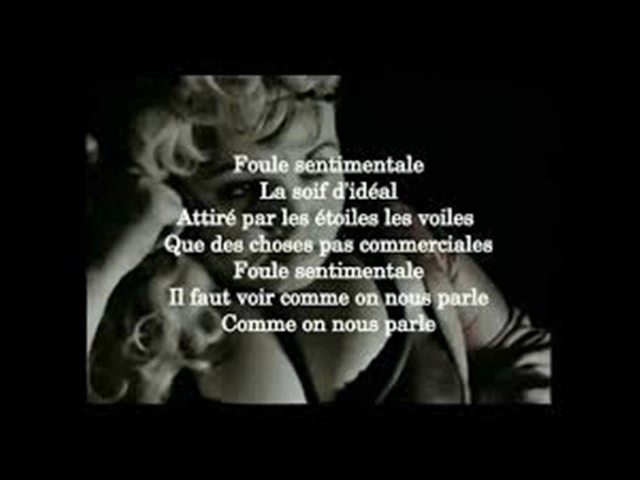 Foule sentimentale
La soif d'idéal
Attiré par les étoiles les voiles
Que des choses pas commerciales
Foule sentimentale
Il faut voir comme on nous parle
Comme on nous parle